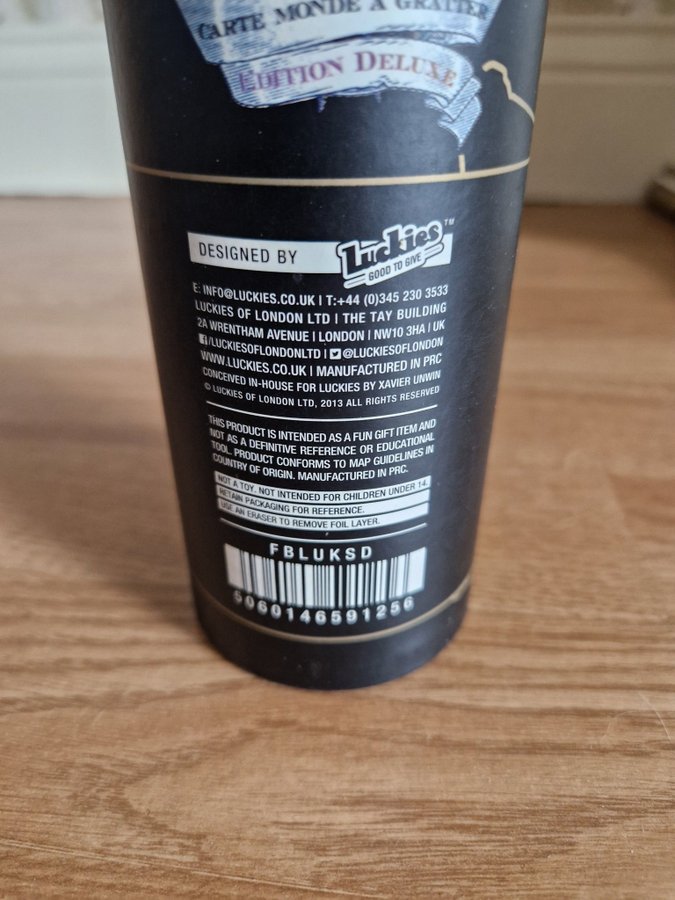 CARTE MONDE À GRATTER
EDITION DELUXE
DESIGNED BY Luckies™
GOOD TO GIVE
E: INFO@LUCKIES.CO.UK | T:+44 (0)345 230 3533
LUCKIES OF LONDON LTD | THE TAY BUILDING
2A WRENTHAM AVENUE | LONDON | NW10 3HA | UK
/LUCKIESOFLONDONLTD | @LUCKIESOFLONDON
WWW.LUCKIES.CO.UK | MANUFACTURED IN PRC
CONCEIVED IN-HOUSE FOR LUCKIES BY XAVIER UNWIN
© LUCKIES OF LONDON LTD, 2013 ALL RIGHTS RESERVED
THIS PRODUCT IS INTENDED AS A FUN GIFT ITEM AND
NOT AS A DEFINITIVE REFERENCE OR EDUCATIONAL
TOOL. PRODUCT CONFORMS TO MAP GUIDELINES IN
COUNTRY OF ORIGIN. MANUFACTURED IN PRC.
NOT A TOY. NOT INTENDED FOR CHILDREN UNDER 14.
RETAIN PACKAGING FOR REFERENCE.
USE AN ERASER TO REMOVE FOIL LAYER.
FBLUKSD
5060146591256